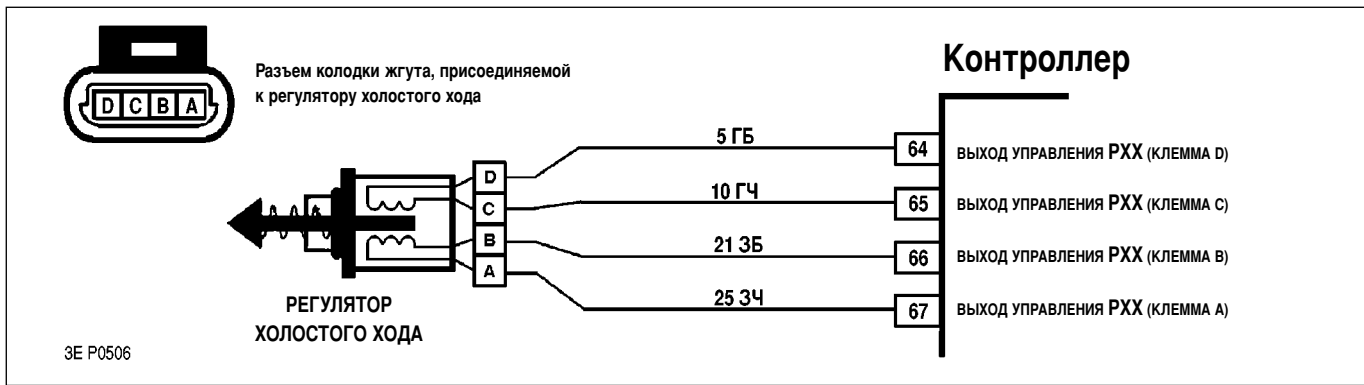 Контроллер
Разъем колодки жгута, присоединяемой
к регулятору холостого хода
D C B A
5 ГБ
64 ВЫХОД УПРАВЛЕНИЯ РХХ (КЛЕММА D)
D
10 ГЧ
65 ВЫХОД УПРАВЛЕНИЯ РХХ (КЛЕММА C)
C
21 ЗБ
66 ВЫХОД УПРАВЛЕНИЯ РХХ (КЛЕММА B)
B
25 ЗЧ
67 ВЫХОД УПРАВЛЕНИЯ РХХ (КЛЕММА A)
A
РЕГУЛЯТОР
ХОЛОСТОГО ХОДА
3E P0506